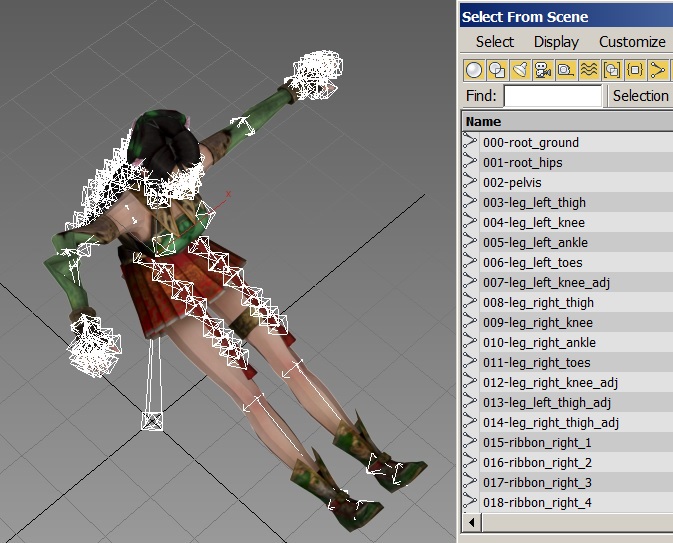 Select From Scene
Select Display Customize
Find: Selection
Name
000-root_ground
001-root_hips
002-pelvis
003-leg_left_thigh
004-leg_left_knee
005-leg_left_ankle
006-leg_left_toes
007-leg_left_knee_adj
008-leg_right_thigh
009-leg_right_knee
010-leg_right_ankle
011-leg_right_toes
012-leg_right_knee_adj
013-leg_left_thigh_adj
014-leg_right_thigh_adj
015-ribbon_right_1
016-ribbon_right_2
017-ribbon_right_3
018-ribbon_right_4
x